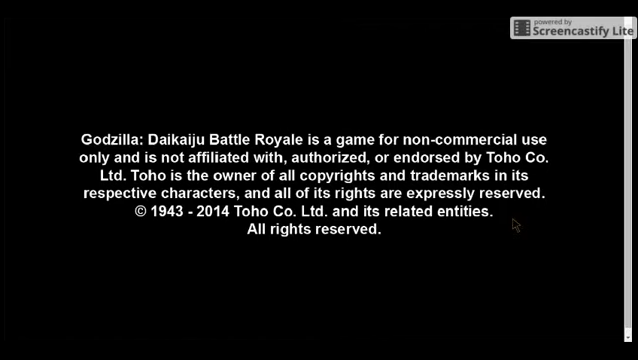 powered by
Screencastify Lite
Godzilla: Daikaiju Battle Royale is a game for non-commercial use
only and is not affiliated with, authorized, or endorsed by Toho Co.
Ltd. Toho is the owner of all copyrights and trademarks in its
respective characters, and all of its rights are expressly reserved.
© 1943 - 2014 Toho Co. Ltd. and its related entities.
All rights reserved.